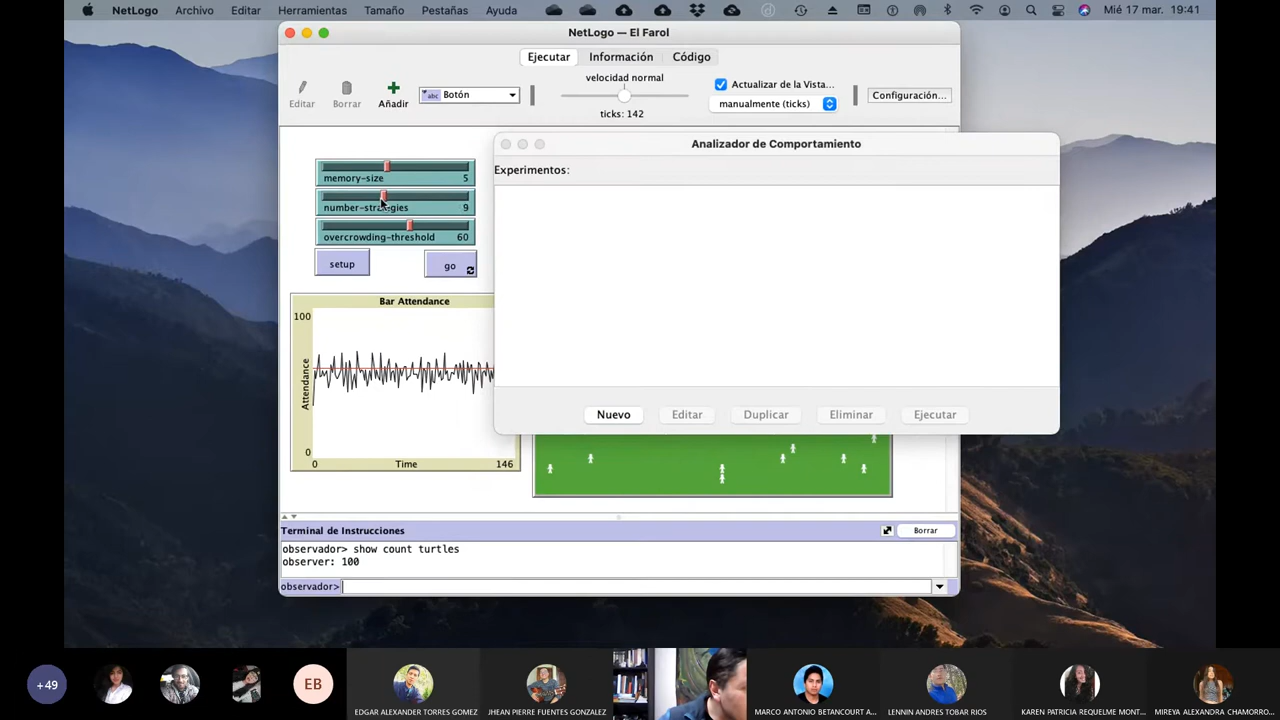 NetLogo Archivo Editar Herramientas Tamaño Pestañas Ayuda Mié 17 mar. 19:41
NetLogo — El Farol
Ejecutar Información Código
Editar Borrar Añadir abc Botón
velocidad normal
ticks: 142
Actualizar de la Vista...
manualmente (ticks)
Configuración...
memory-size 5
number-strategies 9
overcrowding-threshold 60
setup go
Bar Attendance
100
Attendance
0
0 Time 146
Analizador de Comportamiento
Experimentos:
Nuevo Editar Duplicar Eliminar Ejecutar
Terminal de Instrucciones Borrar
observador> show count turtles
observer: 100
observador>
+49
EB
EDGAR ALEXANDER TORRES GOMEZ
JHEAN PIERRE FUENTES GONZALEZ
MARCO ANTONIO BETANCOURT A...
LENNIN ANDRES TOBAR RIOS
KAREN PATRICIA REQUELME MONT...
MIREYA ALEXANDRA CHAMORRO...